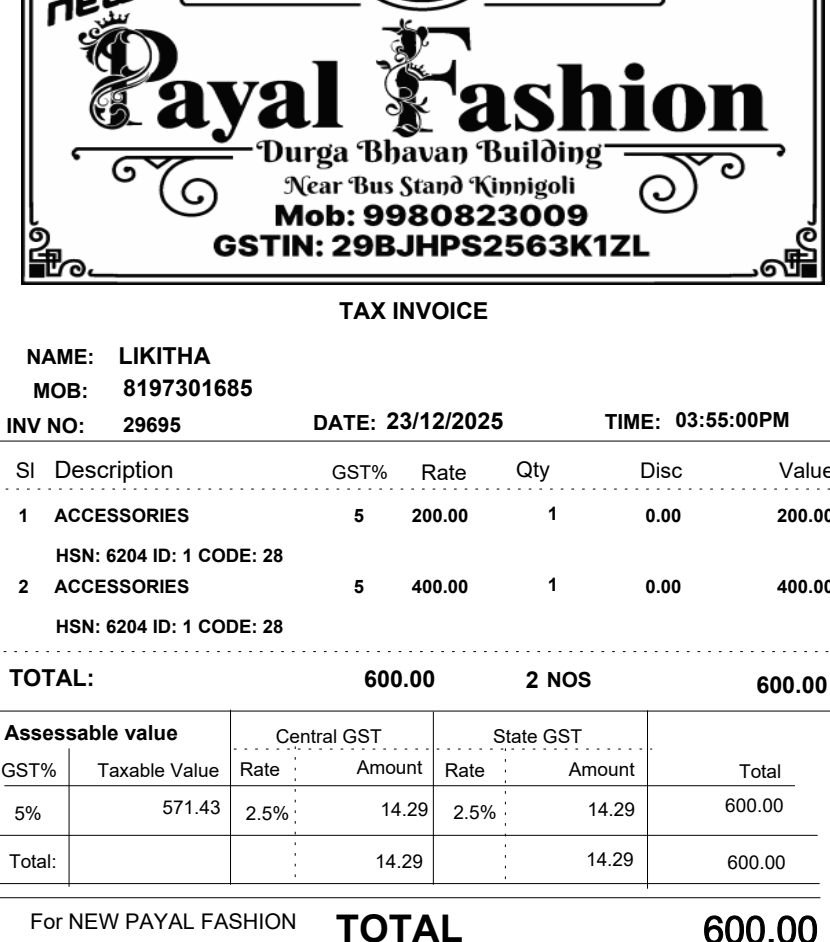 new
Payal Fashion
Durga Bhavan Building
Near Bus Stand Kinnigoli
Mob: 9980823009
GSTIN: 29BJHPS2563K1ZL
TAX INVOICE
NAME: LIKITHA
MOB: 8197301685
INV NO: 29695 DATE: 23/12/2025 TIME: 03:55:00PM
Sl Description GST% Rate Qty Disc Value
1 ACCESSORIES 5 200.00 1 0.00 200.00
HSN: 6204 ID: 1 CODE: 28
2 ACCESSORIES 5 400.00 1 0.00 400.00
HSN: 6204 ID: 1 CODE: 28
TOTAL: 600.00 2 NOS 600.00
Assessable value Central GST State GST
GST% Taxable Value Rate Amount Rate Amount Total
5% 571.43 2.5% 14.29 2.5% 14.29 600.00
Total: 14.29 14.29 600.00
For NEW PAYAL FASHION TOTAL 600.00